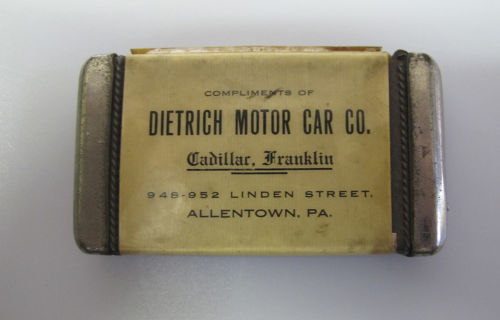 COMPLIMENTS OF
DIETRICH MOTOR CAR CO.
Cadillac, Franklin
948-952 LINDEN STREET.
ALLENTOWN, PA.